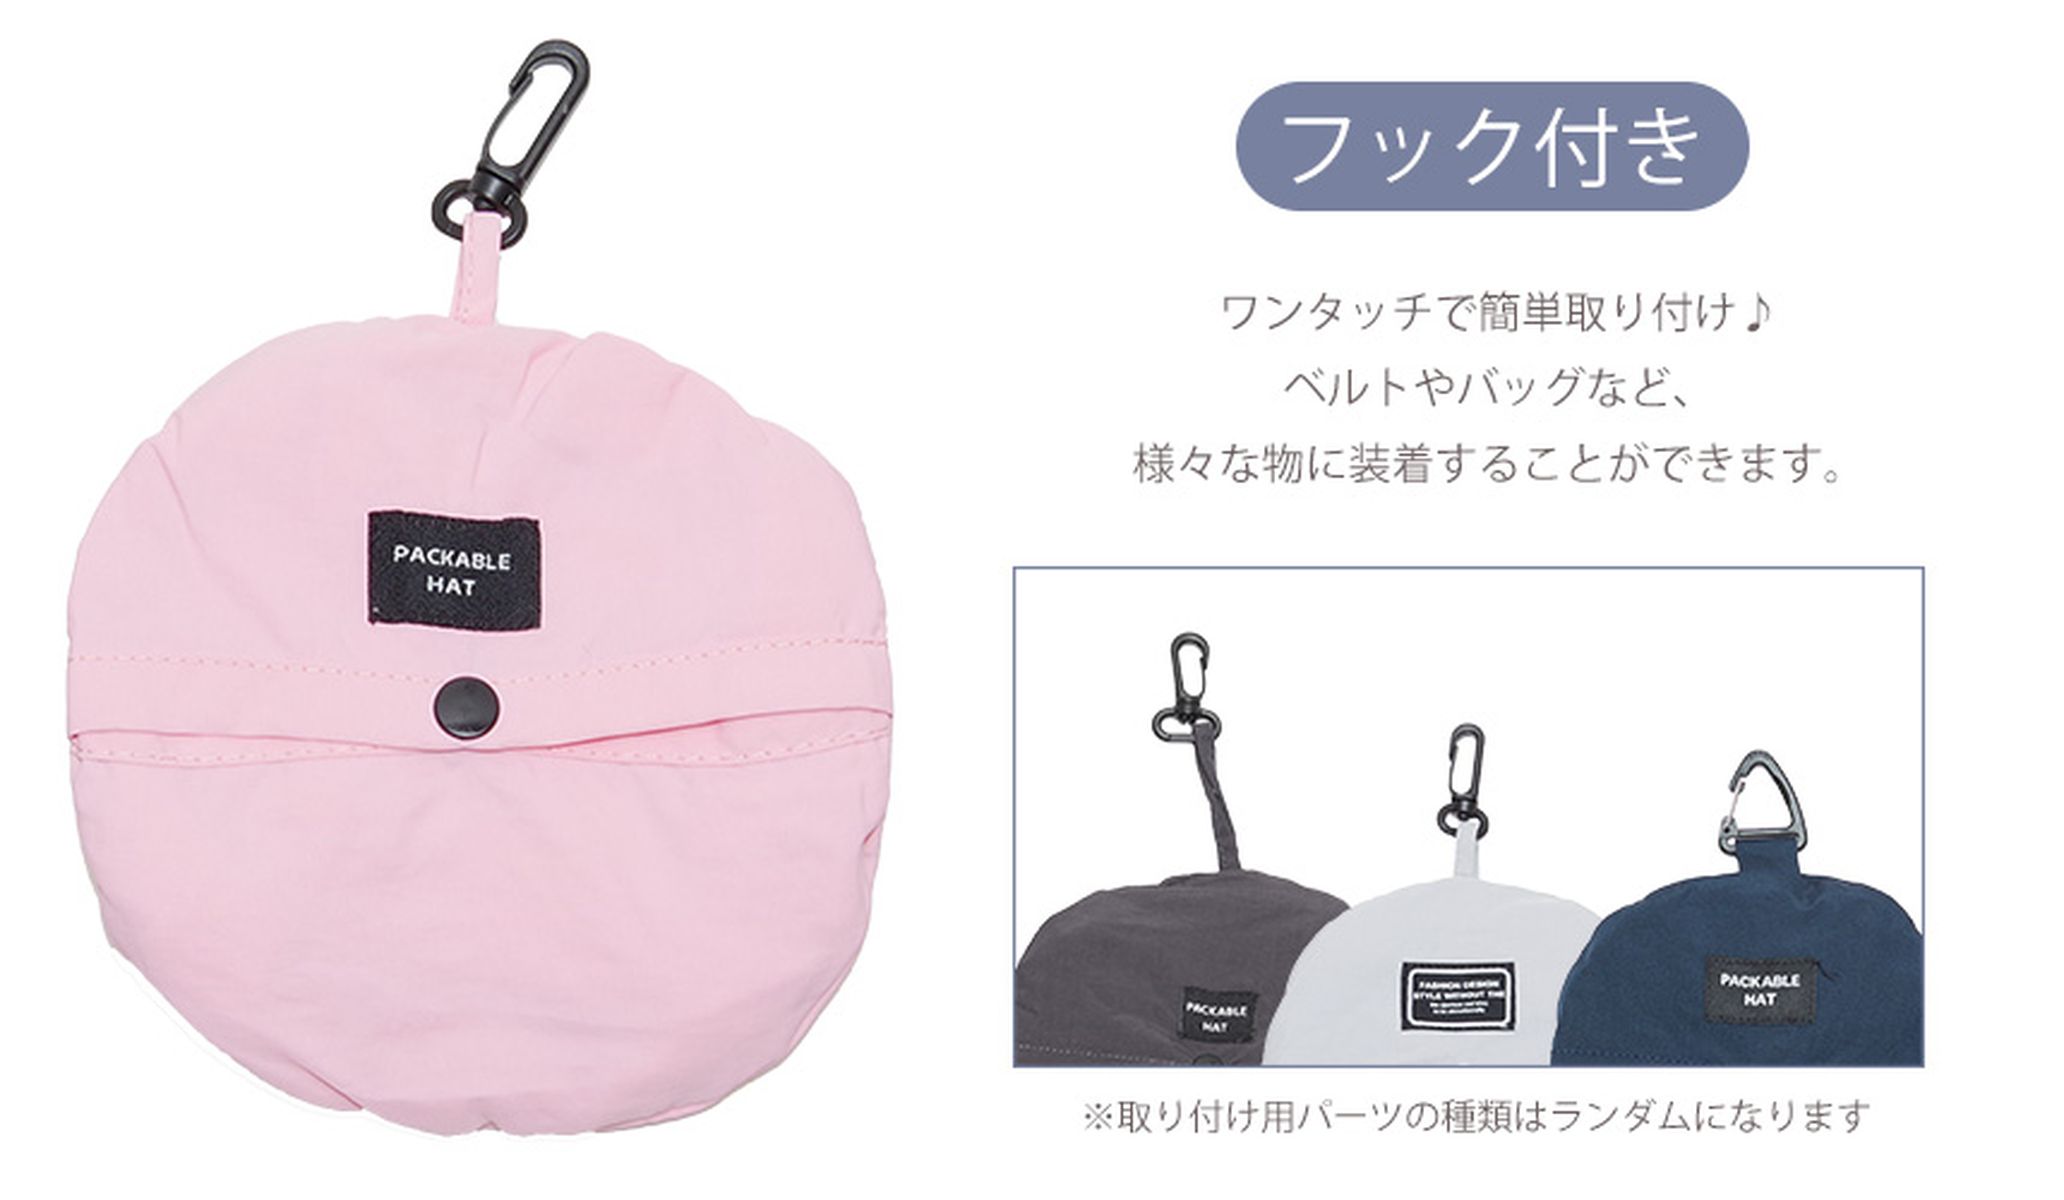 フック付き
ワンタッチで簡単取り付け♪
ベルトやバッグなど、
様々な物に装着することができます。
PACKABLE
HAT
PACKABLE
HAT
FASHION DESIGN
STYLE WITHOUT THE
PACKABLE
HAT
※取り付け用パーツの種類はランダムになります